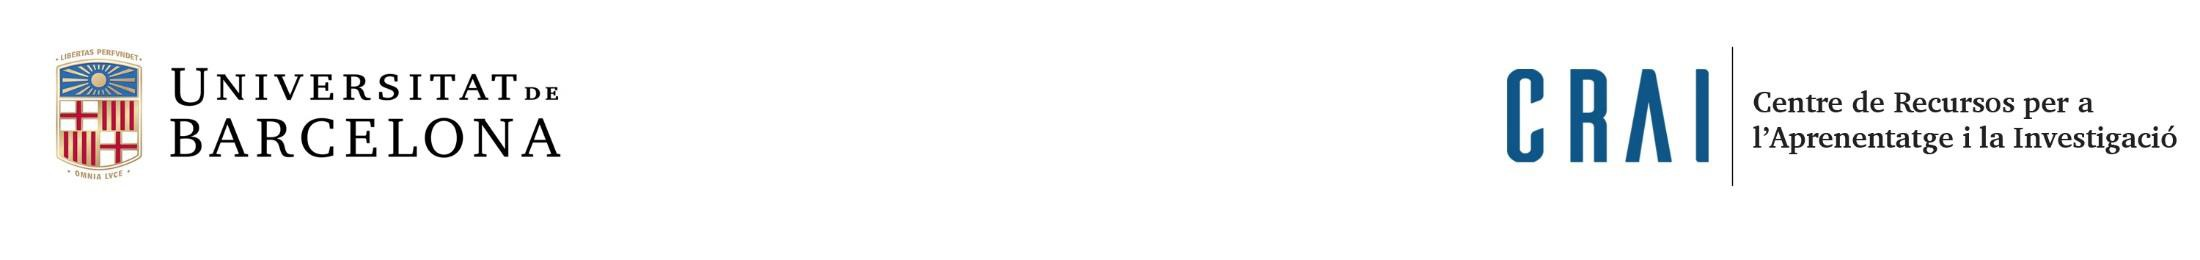 LIBERTAS PERFVNDET
UNIVERSITAT DE
BARCELONA
OMNIA LVCE
CRAI
Centre de Recursos per a
l’Aprenentatge i la Investigació